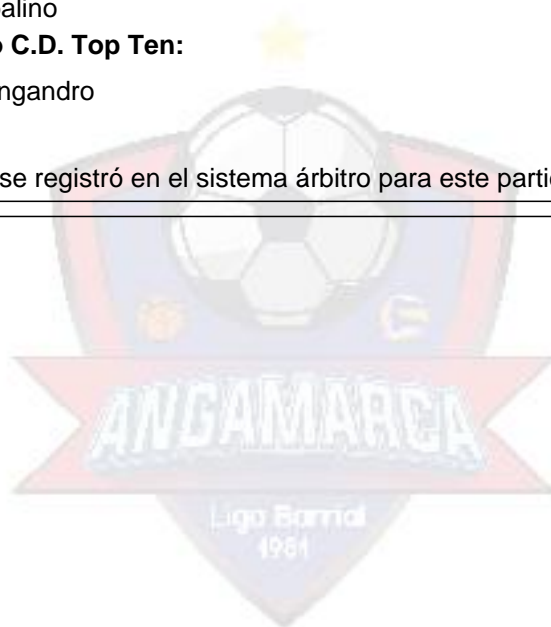 alino
o C.D. Top Ten:
ngandro
se registró en el sistema árbitro para este parti
ANGAMARCA
Liga Barrial
1981